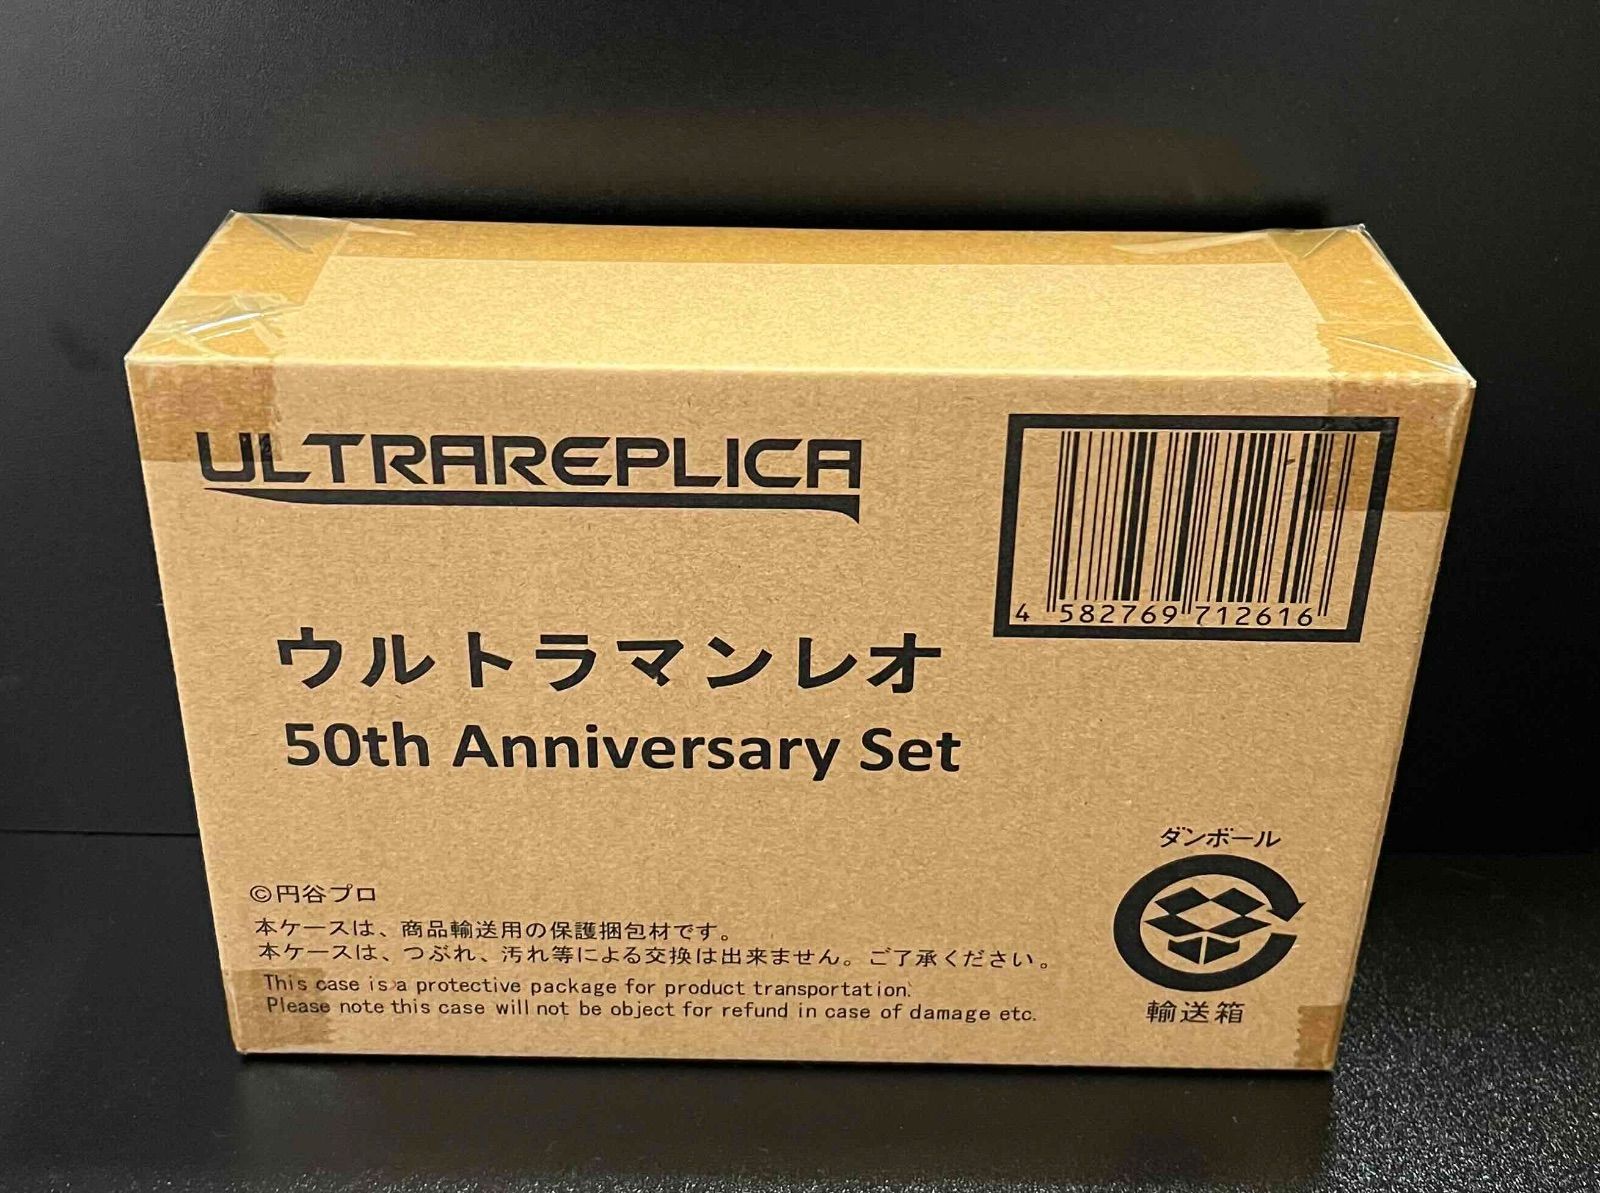 ULTRAREPLICA
4 582769 712616
ウルトラマンレオ
50th Anniversary Set
ダンボール
©円谷プロ
本ケースは、商品輸送用の保護梱包材です。
本ケースは、つぶれ、汚れ等による交換は出来ません。ご了承ください。
This case is a protective package for product transportation.
Please note this case will not be object for refund in case of damage etc.
輸送箱